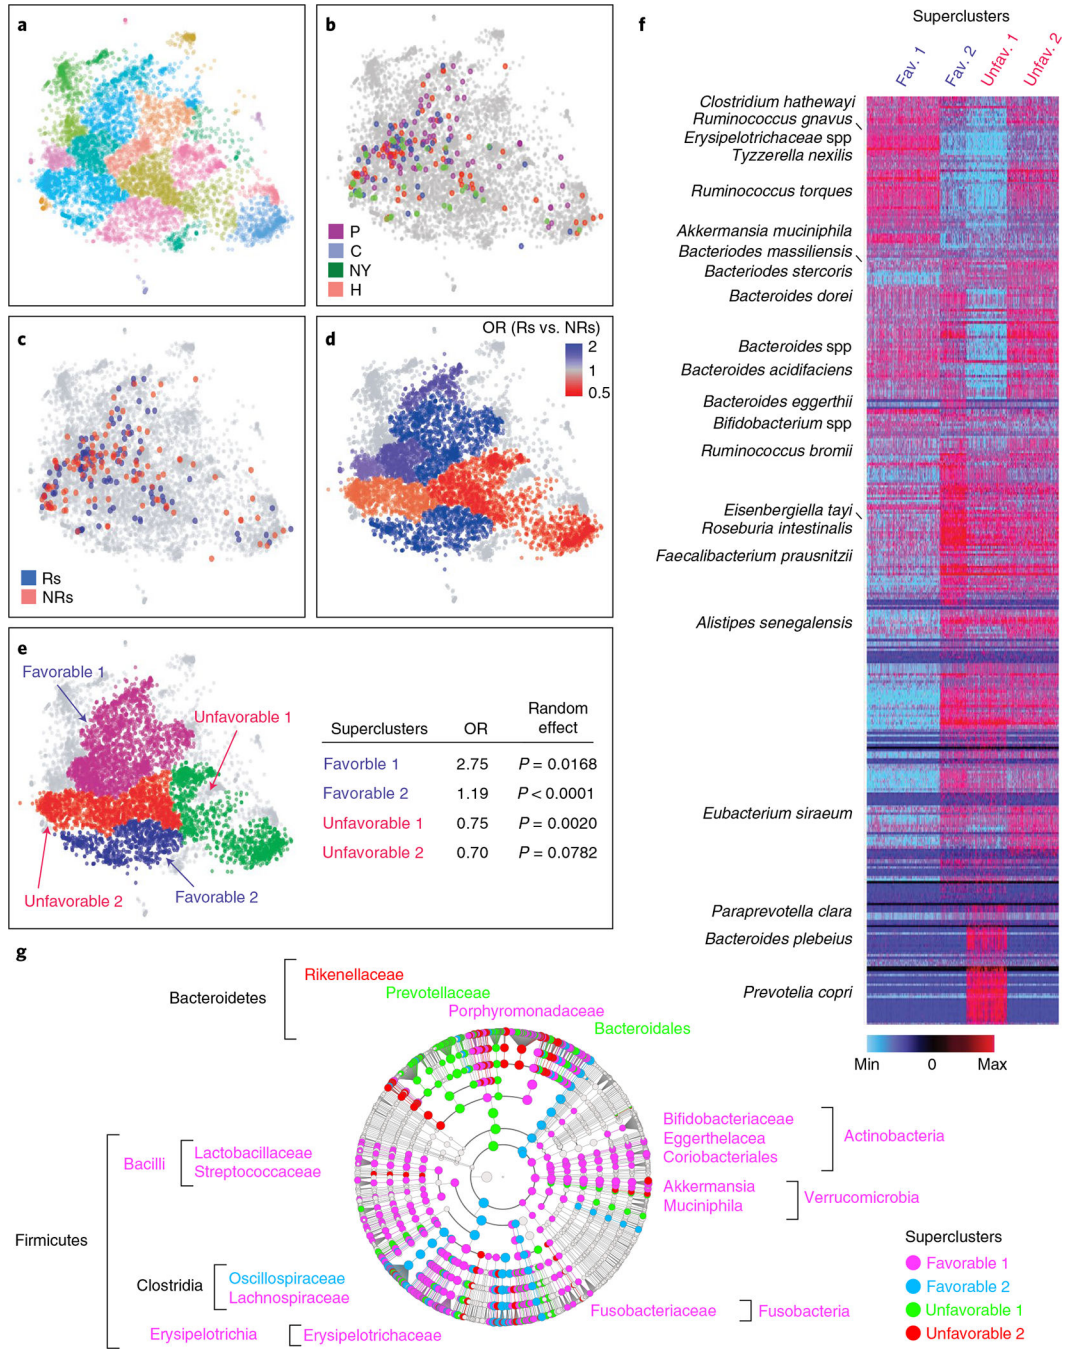 a
b
P
C
NY
H
c
Rs
NRs
d
OR (Rs vs. NRs)
2
1
0.5
e
Favorable 1
Unfavorable 1
Unfavorable 2
Favorable 2
Superclusters OR Random effect
Favorble 1 2.75 P = 0.0168
Favorable 2 1.19 P < 0.0001
Unfavorable 1 0.75 P = 0.0020
Unfavorable 2 0.70 P = 0.0782
f
Superclusters
Fav. 1
Fav. 2
Unfav. 1
Unfav. 2
Clostridium hathewayi
Ruminococcus gnavus
Erysipelotrichaceae spp
Tyzzerella nexilis
Ruminococcus torques
Akkermansia muciniphila
Bacteriodes massiliensis
Bacteriodes stercoris
Bacteroides dorei
Bacteroides spp
Bacteroides acidifaciens
Bacteroides eggerthii
Bifidobacterium spp
Ruminococcus bromii
Eisenbergiella tayi
Roseburia intestinalis
Faecalibacterium prausnitzii
Alistipes senegalensis
Eubacterium siraeum
Paraprevotella clara
Bacteroides plebeius
Prevotelia copri
Min 0 Max
g
Bacteroidetes
Rikenellaceae
Prevotellaceae
Porphyromonadaceae
Bacteroidales
Firmicutes
Bacilli
Lactobacillaceae
Streptococcaceae
Clostridia
Oscillospiraceae
Lachnospiraceae
Erysipelotrichia
Erysipelotrichaceae
Bifidobacteriaceae
Eggerthelacea
Coriobacteriales
Actinobacteria
Akkermansia
Muciniphila
Verrucomicrobia
Fusobacteriaceae
Fusobacteria
Superclusters
Favorable 1
Favorable 2
Unfavorable 1
Unfavorable 2